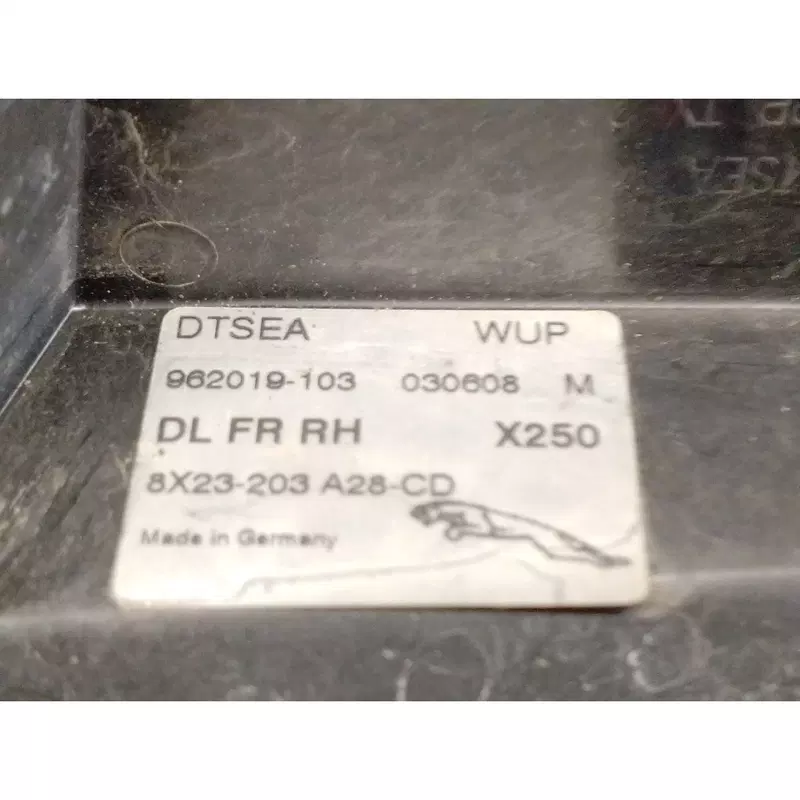 DTSEA WUP
962019-103 030608 M
DL FR RH X250
8X23-203 A28-CD
Made in Germany